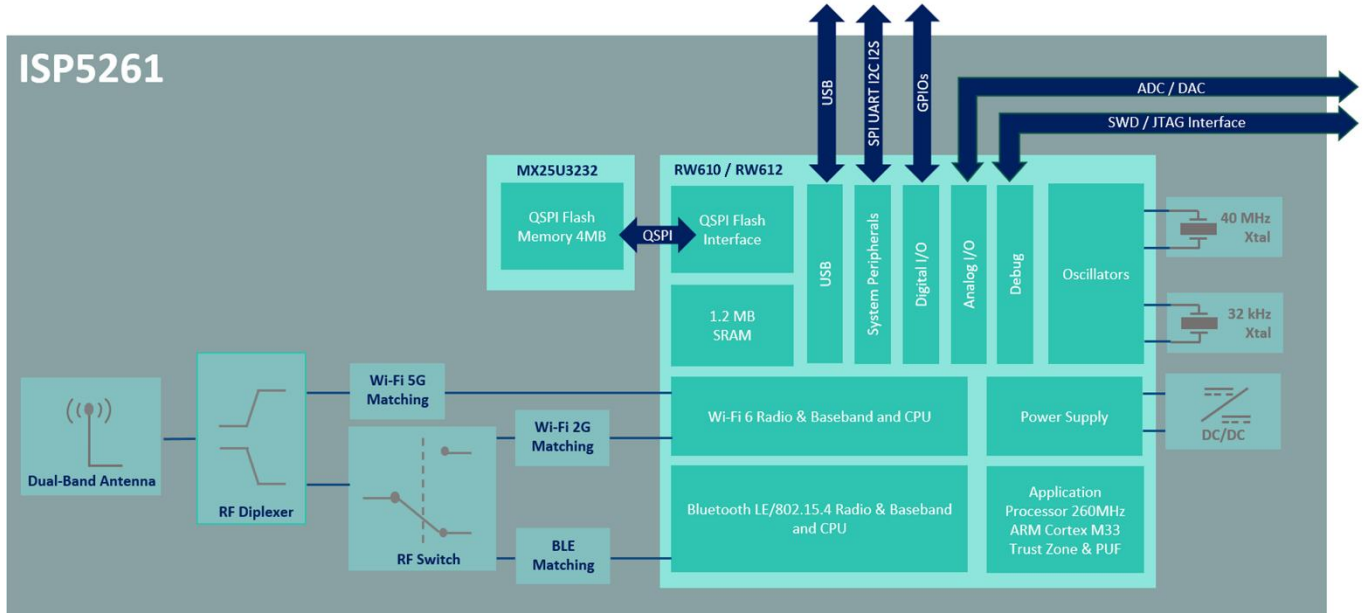 ISP5261
USB
SPI UART I2C I2S
GPIOs
ADC / DAC
SWD / JTAG Interface
MX25U3232
QSPI Flash
Memory 4MB
QSPI
RW610 / RW612
QSPI Flash
Interface
1.2 MB
SRAM
USB
System Peripherals
Digital I/O
Analog I/O
Debug
Oscillators
40 MHz
Xtal
32 kHz
Xtal
Dual-Band Antenna
RF Diplexer
Wi-Fi 5G
Matching
Wi-Fi 2G
Matching
RF Switch
BLE
Matching
Wi-Fi 6 Radio & Baseband and CPU
Power Supply
DC/DC
Bluetooth LE/802.15.4 Radio & Baseband
and CPU
Application
Processor 260MHz
ARM Cortex M33
Trust Zone & PUF